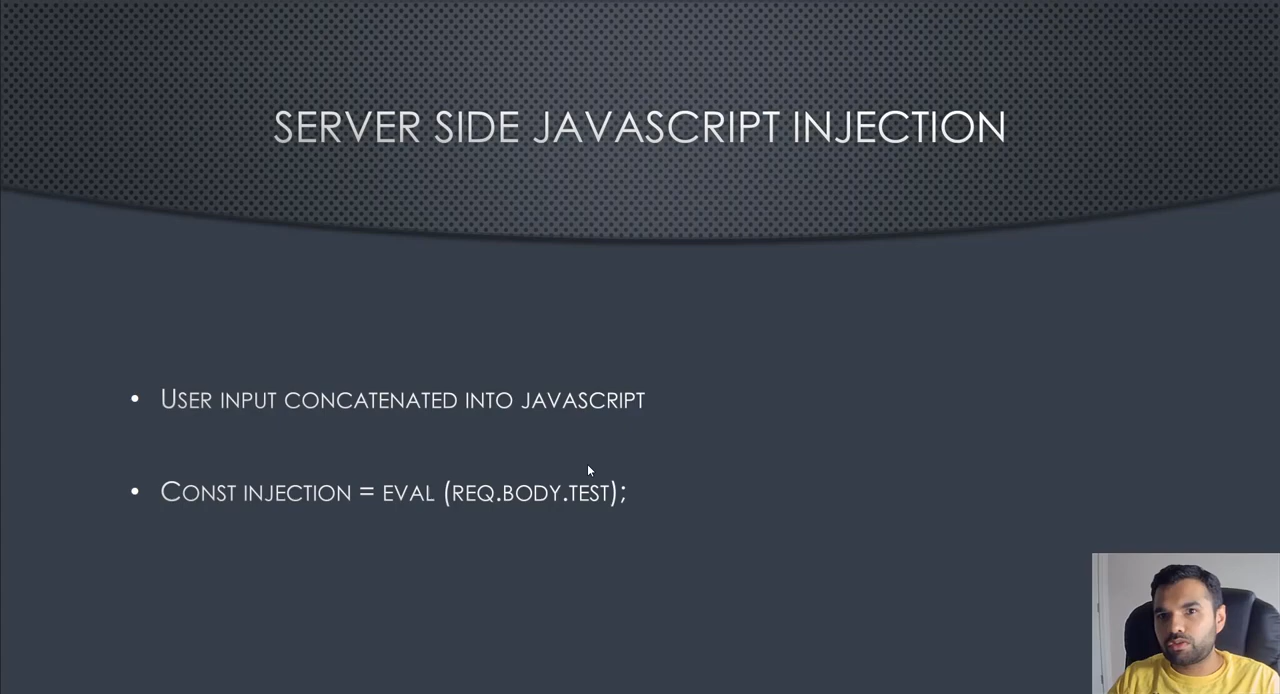 SERVER SIDE JAVASCRIPT INJECTION
• USER INPUT CONCATENATED INTO JAVASCRIPT
• CONST INJECTION = EVAL (REQ.BODY.TEST);